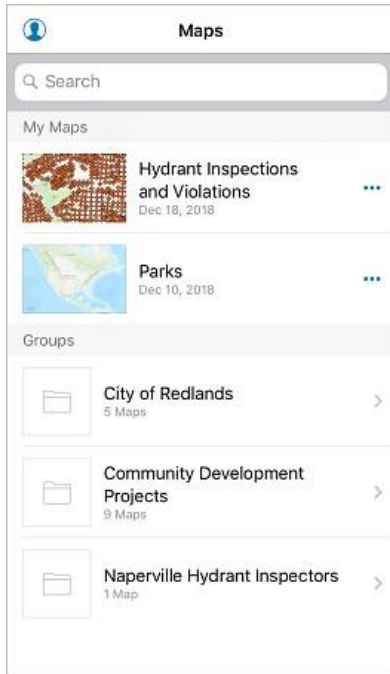 Maps
Search
My Maps
Hydrant Inspections
and Violations
Dec 18, 2018
Parks
Dec 10, 2018
Groups
City of Redlands
5 Maps
Community Development
Projects
9 Maps
Naperville Hydrant Inspectors
1 Map